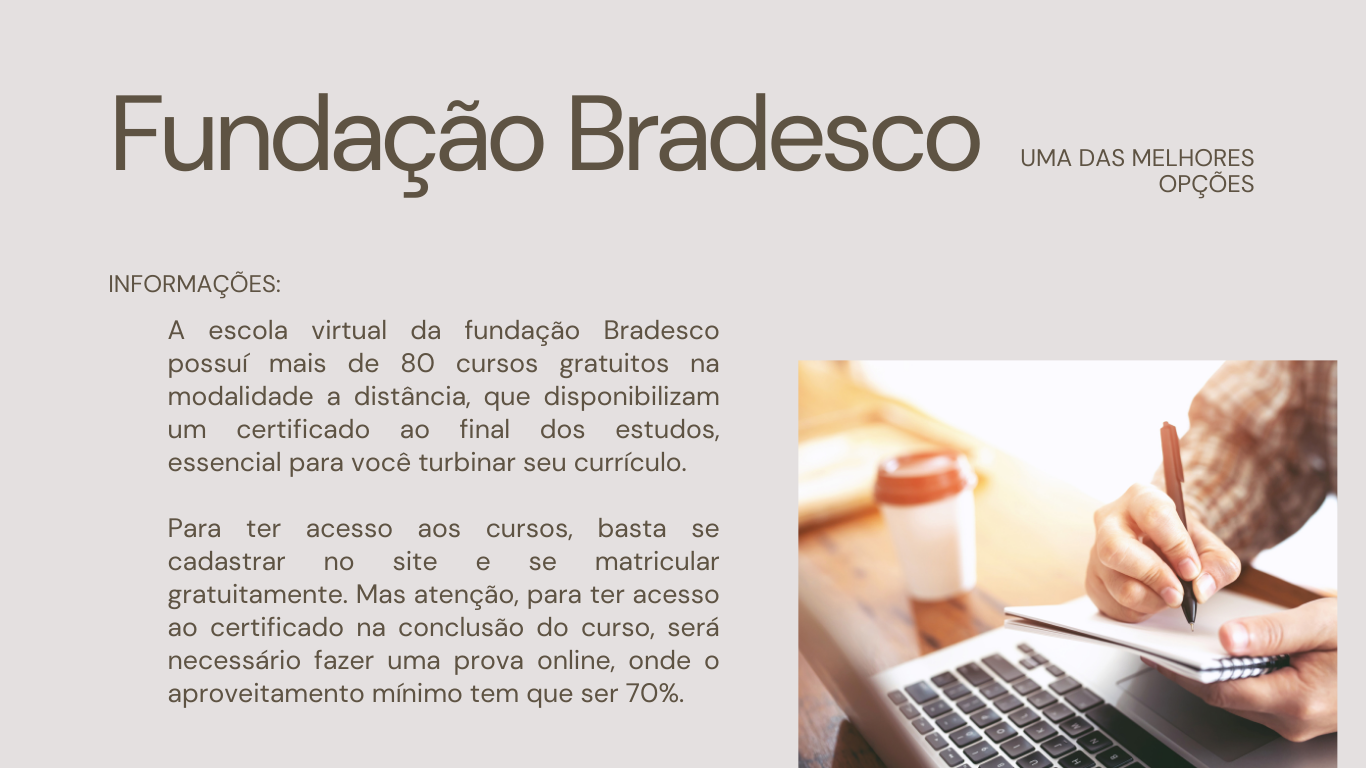 Fundação Bradesco
UMA DAS MELHORES
OPÇÕES
INFORMAÇÕES:
A escola virtual da fundação Bradesco
possuí mais de 80 cursos gratuitos na
modalidade a distância, que disponibilizam
um certificado ao final dos estudos,
essencial para você turbinar seu currículo.
Para ter acesso aos cursos, basta se
cadastrar no site e se matricular
gratuitamente. Mas atenção, para ter acesso
ao certificado na conclusão do curso, será
necessário fazer uma prova online, onde o
aproveitamento mínimo tem que ser 70%.